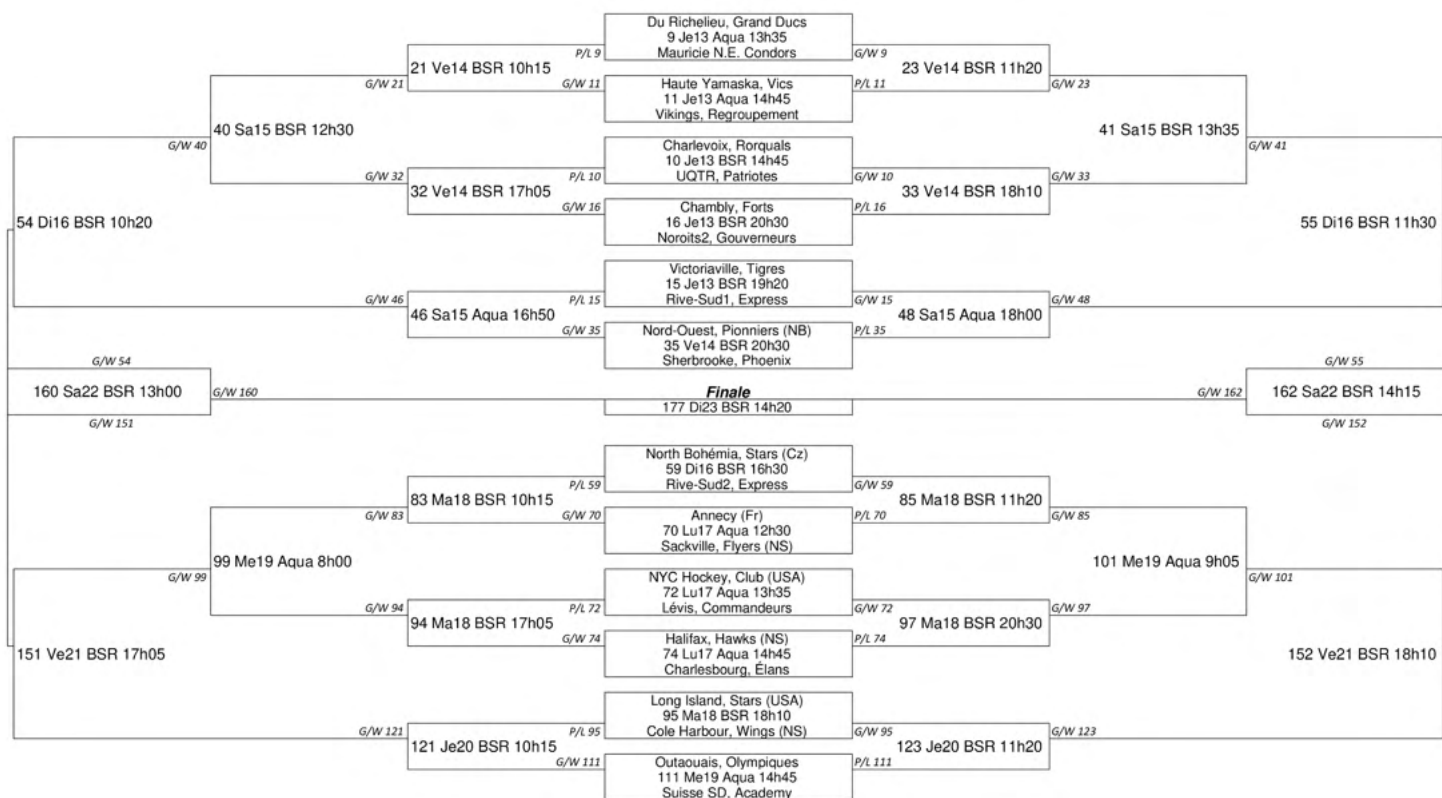 Du Richelieu, Grand Ducs
9 Je13 Aqua 13h35
Mauricie N.E. Condors
P/L 9
G/W 9
21 Ve14 BSR 10h15
23 Ve14 BSR 11h20
G/W 21
G/W 11
Haute Yamaska, Vics
11 Je13 Aqua 14h45
Vikings, Regroupement
P/L 11
G/W 23
40 Sa15 BSR 12h30
41 Sa15 BSR 13h35
G/W 40
Charlevoix, Rorquals
10 Je13 BSR 14h45
UQTR, Patriotes
G/W 41
G/W 32
P/L 10
G/W 10
G/W 33
32 Ve14 BSR 17h05
33 Ve14 BSR 18h10
G/W 16
Chambly, Forts
16 Je13 BSR 20h30
Noroits2, Gouverneurs
P/L 16
54 Di16 BSR 10h20
55 Di16 BSR 11h30
Victoriaville, Tigres
15 Je13 BSR 19h20
Rive-Sud1, Express
G/W 46
P/L 15
G/W 15
G/W 48
46 Sa15 Aqua 16h50
48 Sa15 Aqua 18h00
G/W 35
Nord-Ouest, Pionniers (NB)
35 Ve14 BSR 20h30
Sherbrooke, Phoenix
P/L 35
G/W 54
G/W 55
160 Sa22 BSR 13h00
G/W 160
Finale
177 Di23 BSR 14h20
G/W 162
162 Sa22 BSR 14h15
G/W 151
G/W 152
North Bohémia, Stars (Cz)
59 Di16 BSR 16h30
Rive-Sud2, Express
P/L 59
G/W 59
83 Ma18 BSR 10h15
85 Ma18 BSR 11h20
G/W 83
G/W 70
Annecy (Fr)
70 Lu17 Aqua 12h30
Sackville, Flyers (NS)
P/L 70
G/W 85
99 Me19 Aqua 8h00
101 Me19 Aqua 9h05
G/W 99
NYC Hockey, Club (USA)
72 Lu17 Aqua 13h35
Lévis, Commandeurs
G/W 101
G/W 94
P/L 72
G/W 72
G/W 97
94 Ma18 BSR 17h05
97 Ma18 BSR 20h30
G/W 74
Halifax, Hawks (NS)
74 Lu17 Aqua 14h45
Charlesbourg, Élans
P/L 74
151 Ve21 BSR 17h05
152 Ve21 BSR 18h10
Long Island, Stars (USA)
95 Ma18 BSR 18h10
Cole Harbour, Wings (NS)
G/W 121
P/L 95
G/W 95
G/W 123
121 Je20 BSR 10h15
123 Je20 BSR 11h20
G/W 111
Outaouais, Olympiques
111 Me19 Aqua 14h45
Suisse SD, Academy
P/L 111